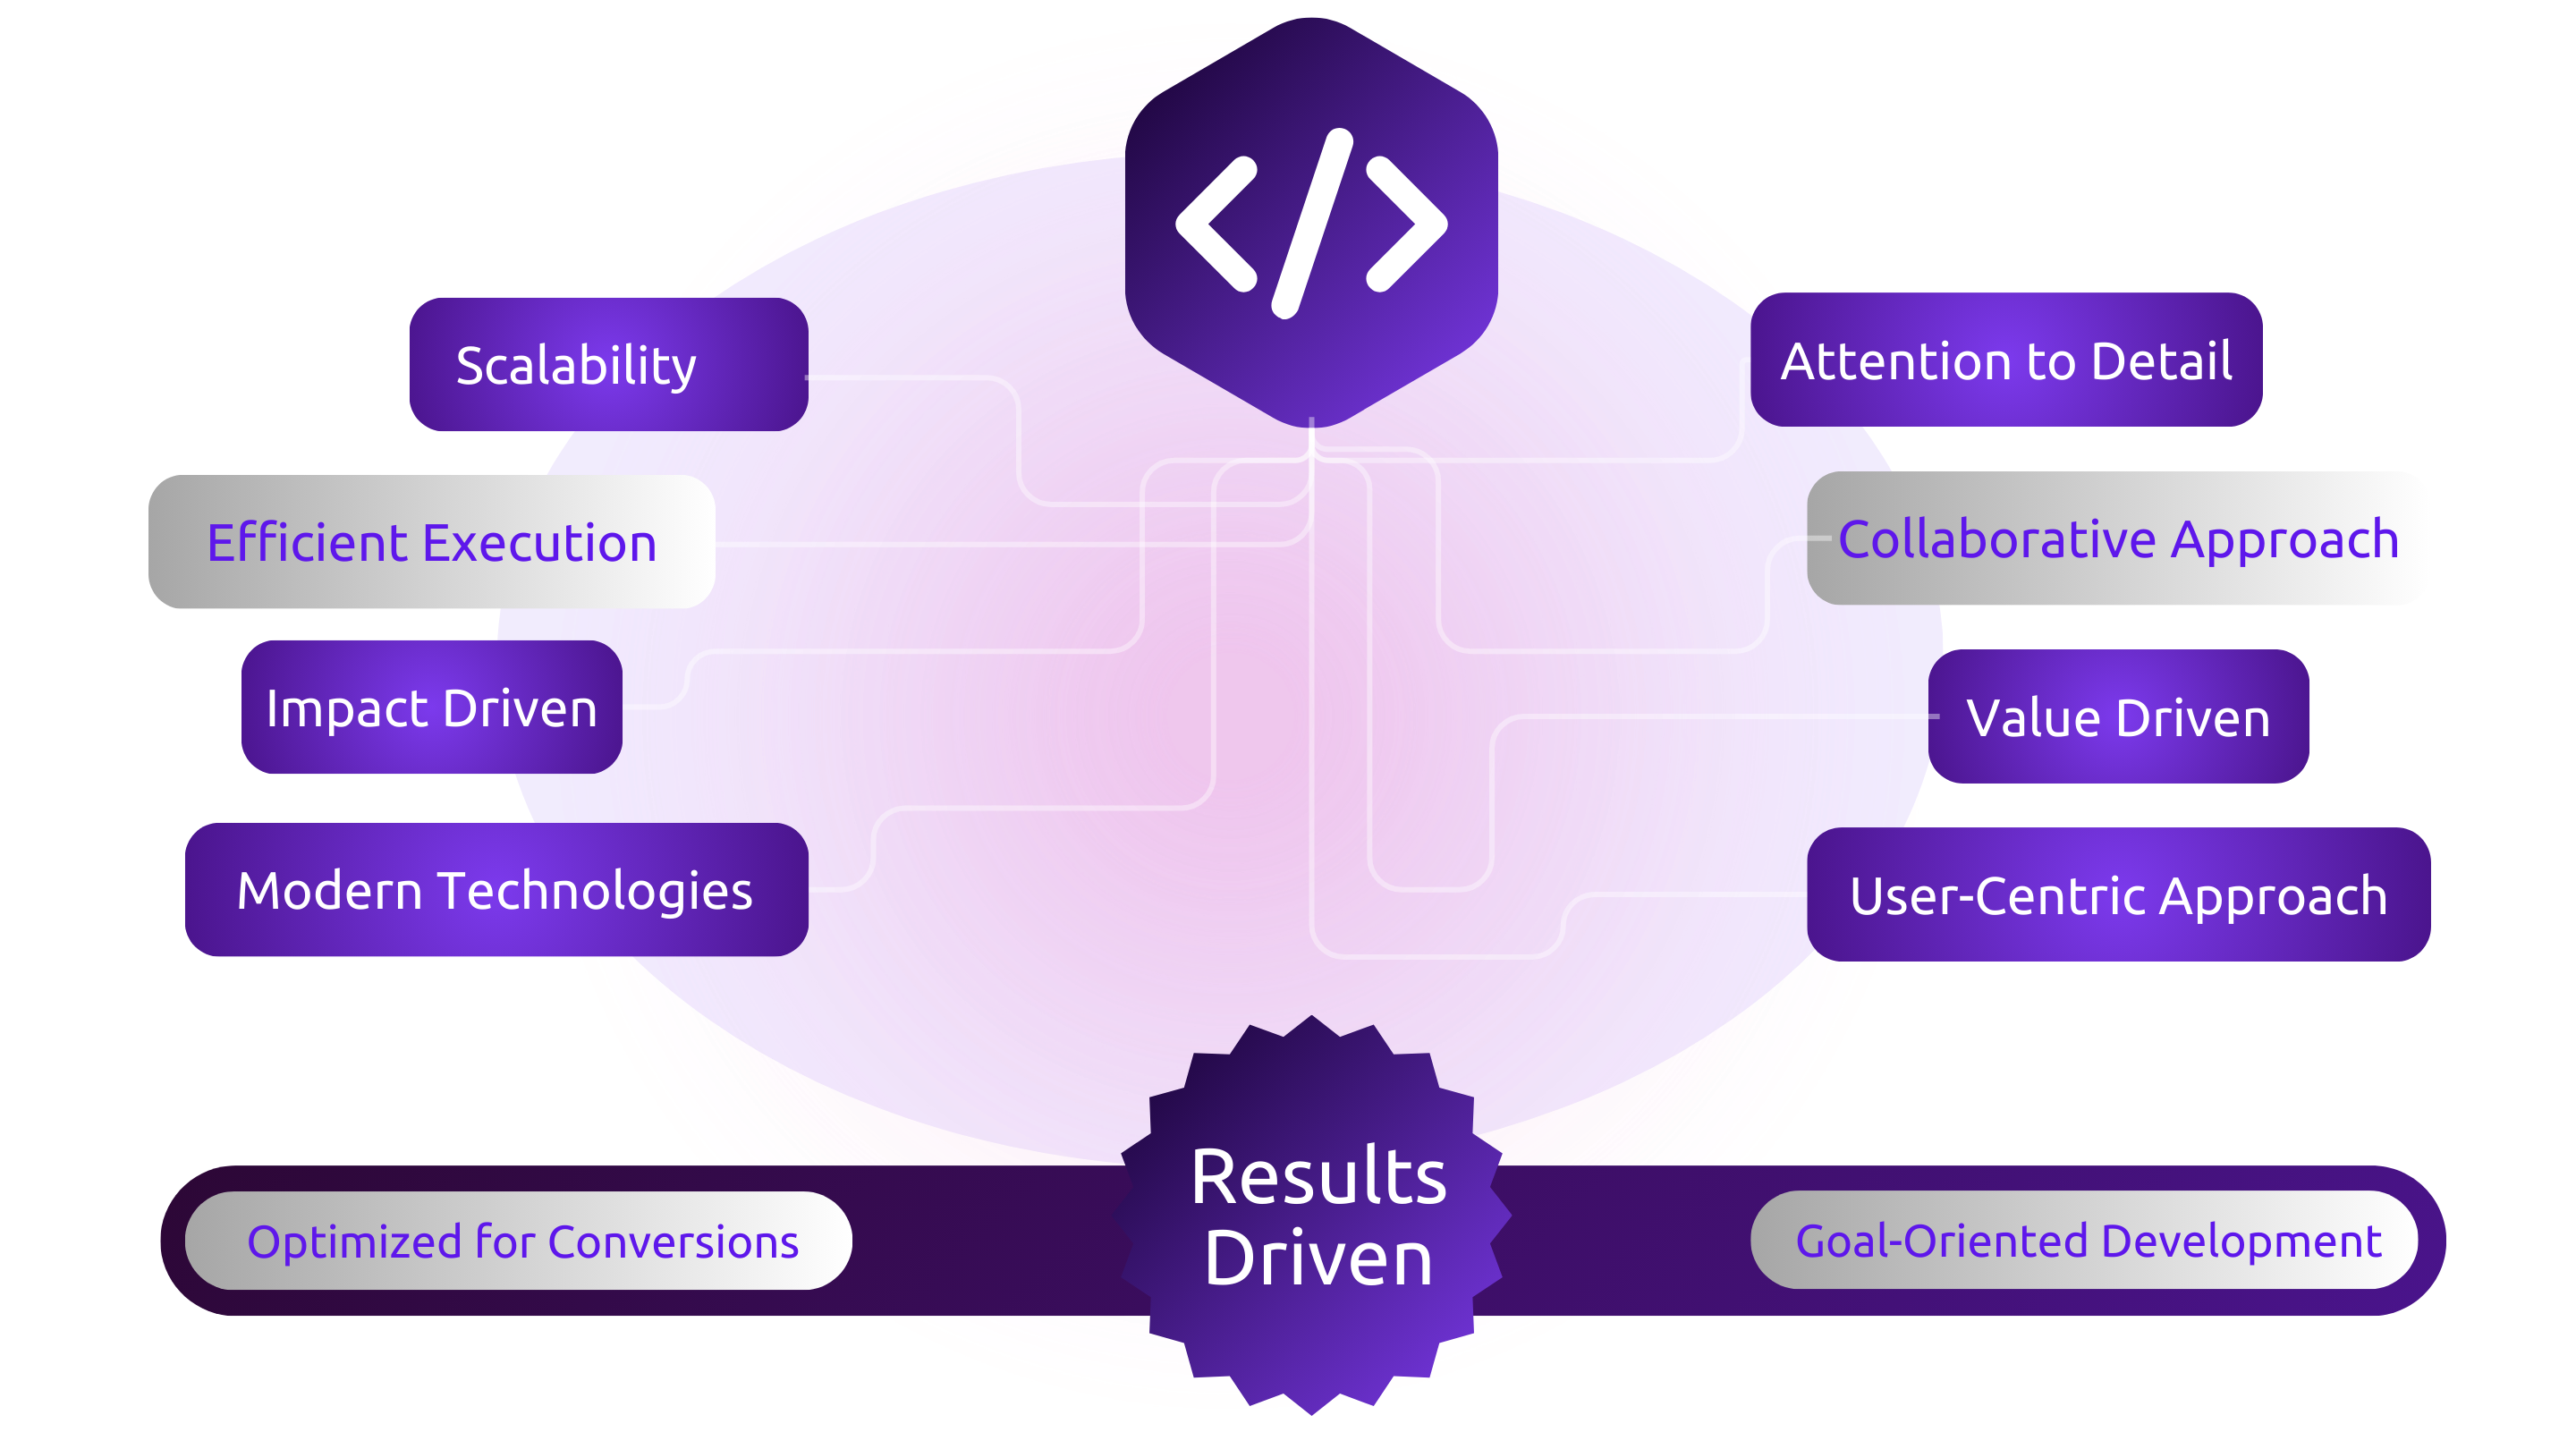 Scalability
Efficient Execution
Impact Driven
Modern Technologies
Attention to Detail
Collaborative Approach
Value Driven
User-Centric Approach
Results
Driven
Optimized for Conversions
Goal-Oriented Development